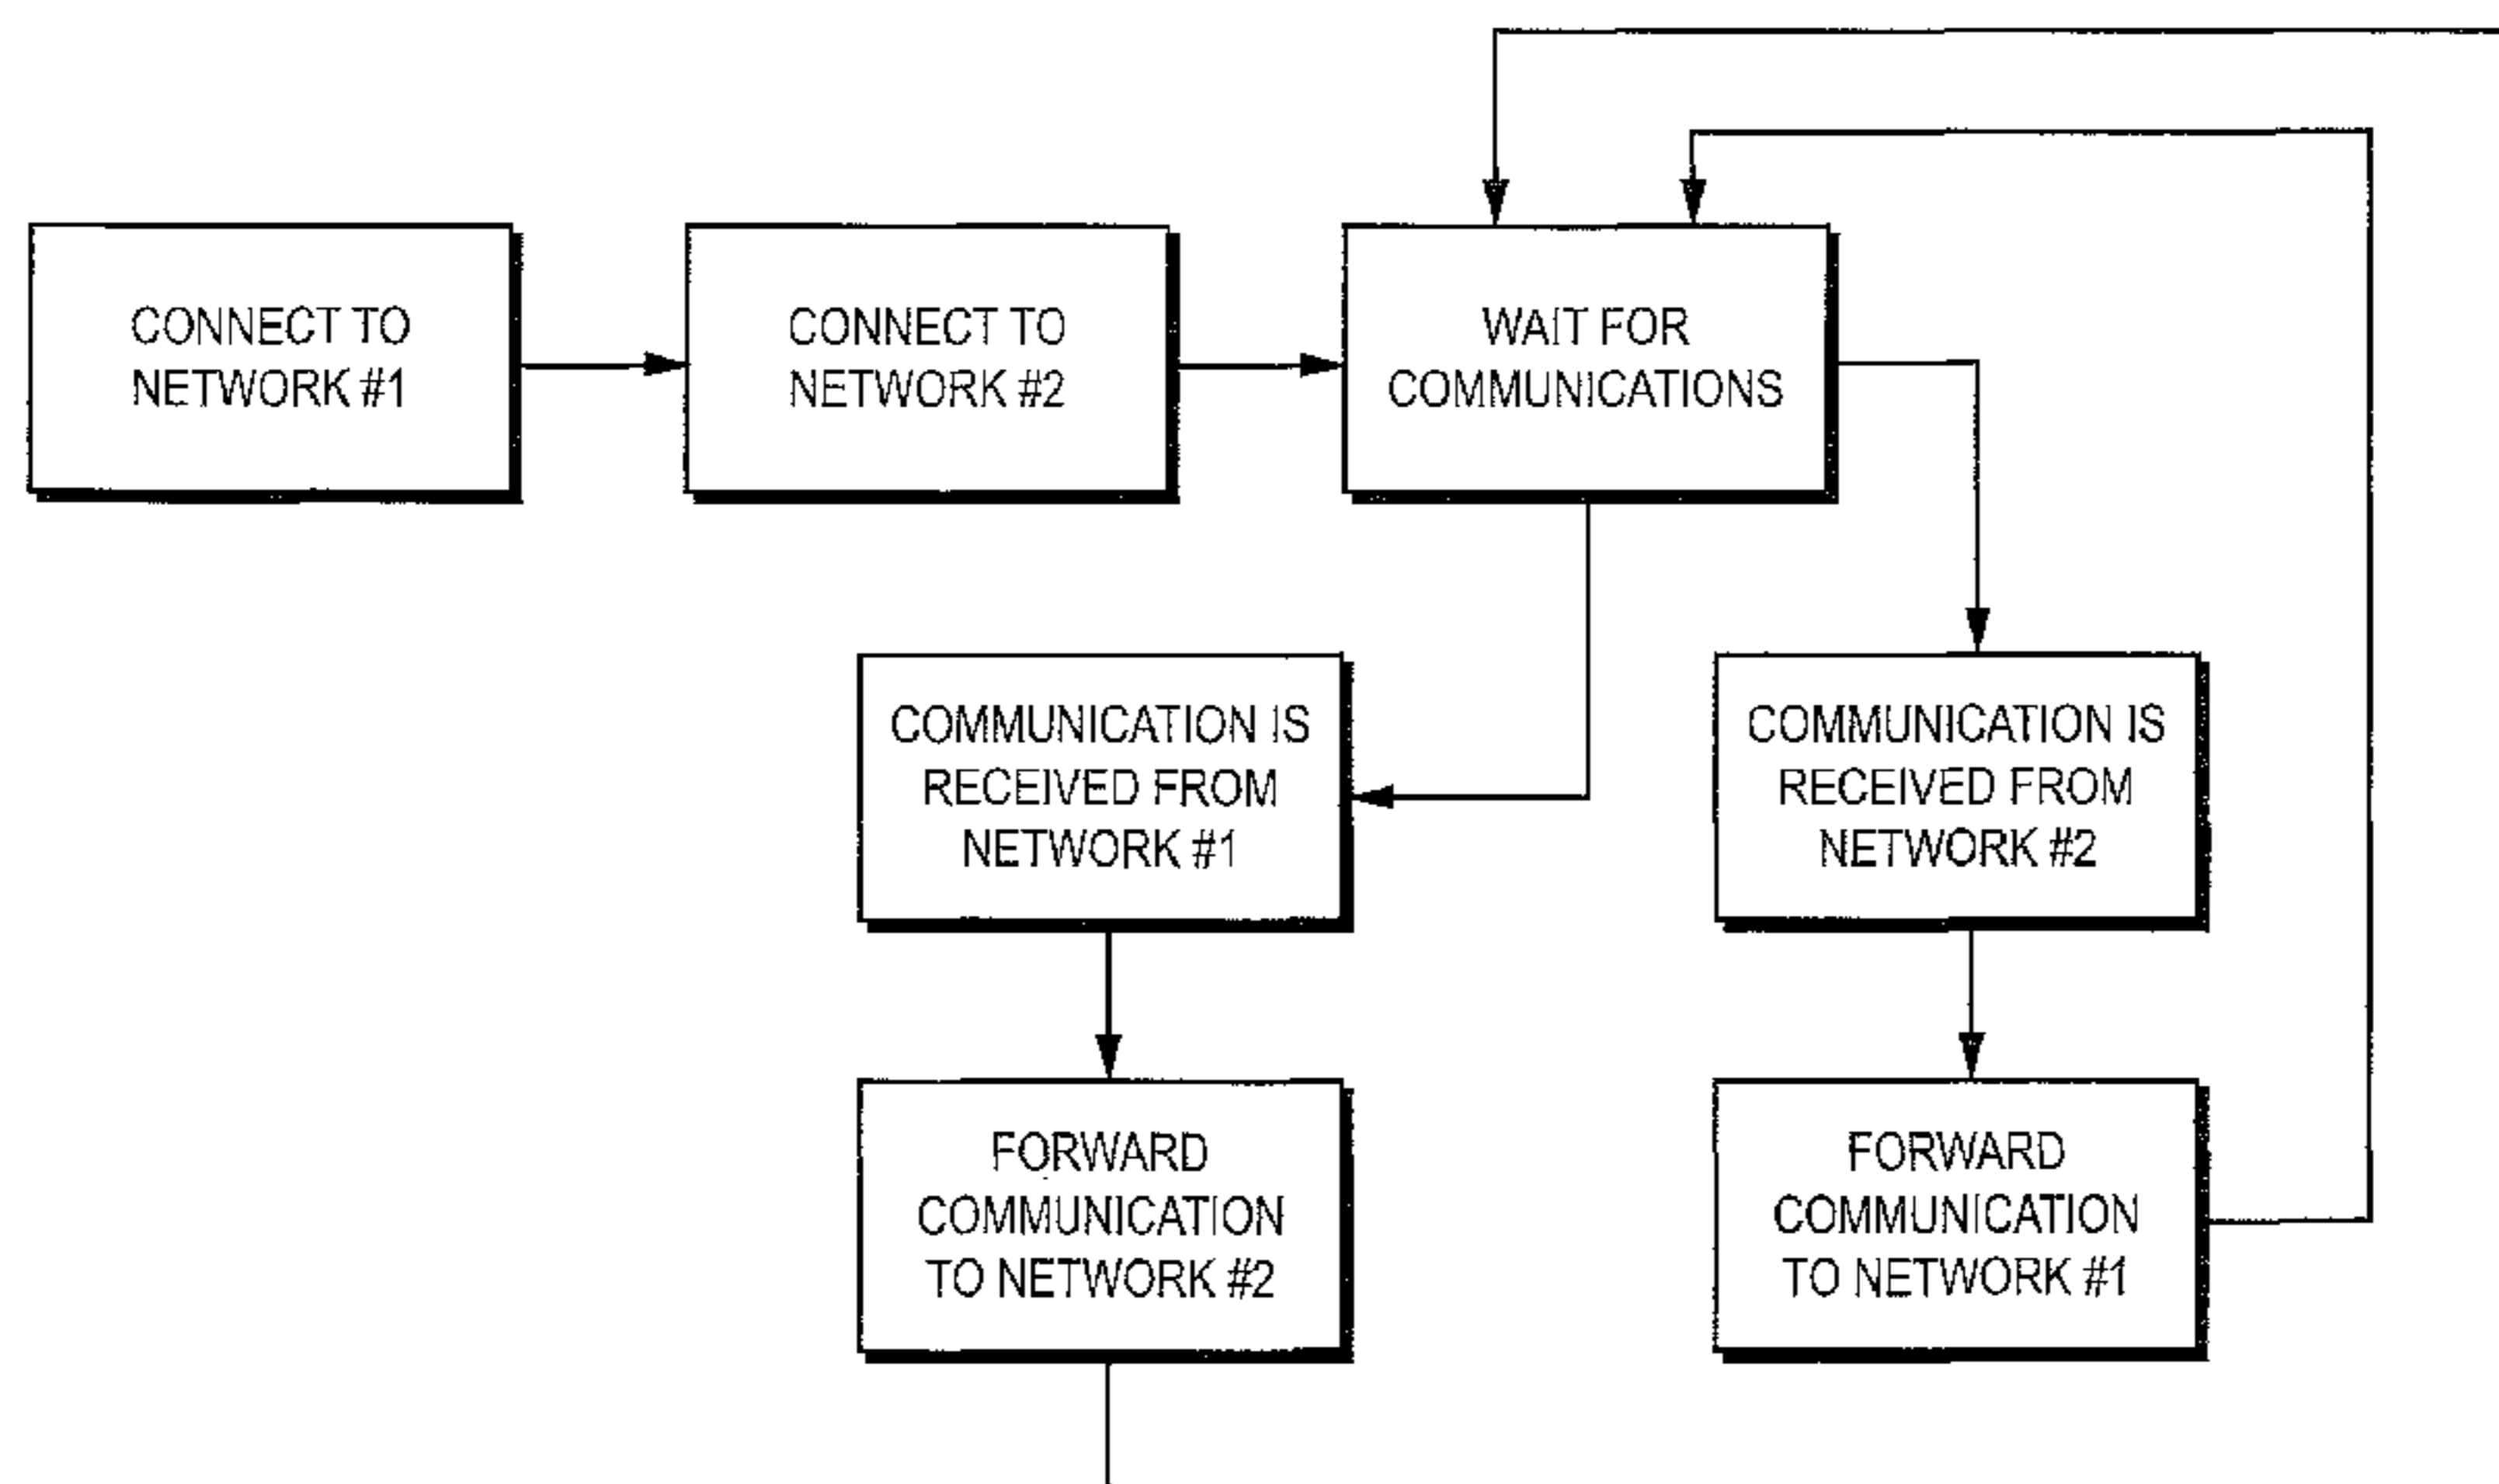 CONNECT TO
NETWORK #1
CONNECT TO
NETWORK #2
WAIT FOR
COMMUNICATIONS
COMMUNICATION IS
RECEIVED FROM
NETWORK #1
COMMUNICATION IS
RECEIVED FROM
NETWORK #2
FORWARD
COMMUNICATION
TO NETWORK #2
FORWARD
COMMUNICATION
TO NETWORK #1